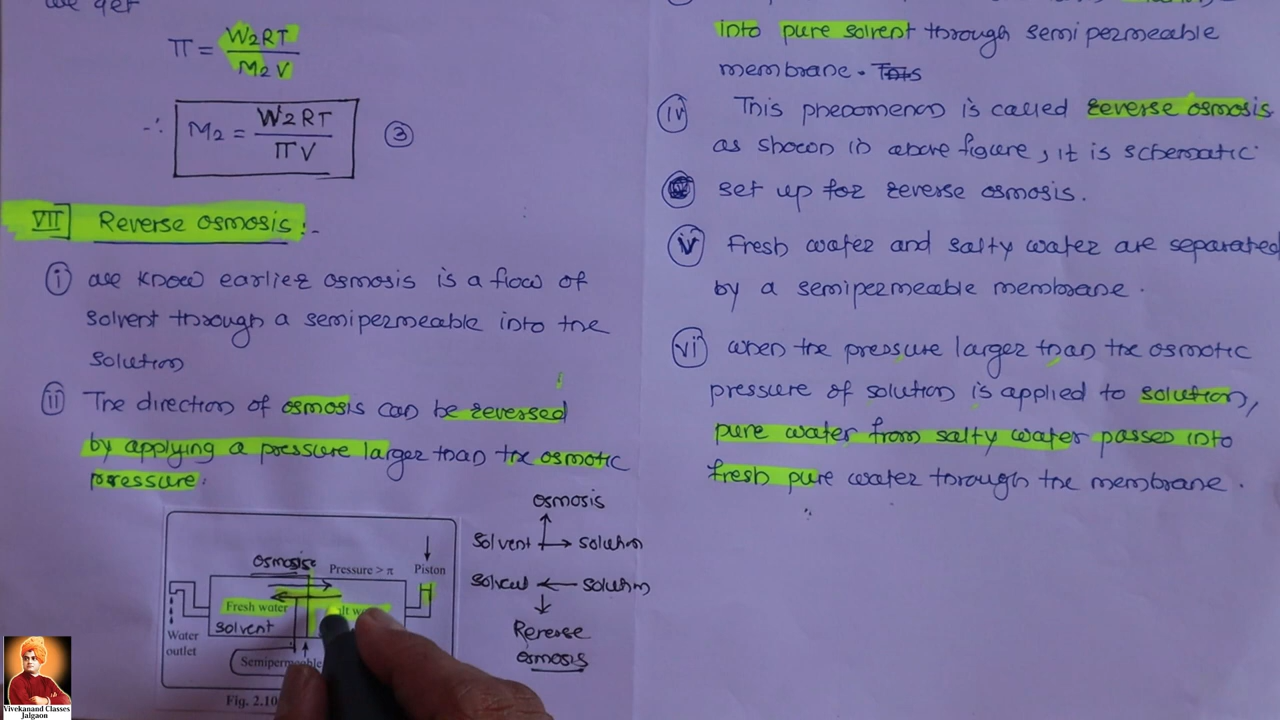 we get
π = W2RT / M2 V
∴ M2 = W2RT / π V ③
VII] Reverse osmosis :-
i we know earlier osmosis is a flow of
solvent through a semipermeable into the
solution
ii The direction of osmosis can be reversed
by applying a pressure larger than the osmotic
pressure.
osmosis
solvent → solution
solvent ← solution
Reverse
osmosis
osmosis
Pressure > π
Piston
Fresh water
solvent
Water
outlet
Fig. 2.10
into pure solvent through semipermeable
membrane. This
iv This phenomenon is called reverse osmosis
as shown in above figure, it is schematic
set up for reverse osmosis.
v Fresh water and salty water are separated
by a semipermeable membrane.
vi when the pressure larger than the osmotic
pressure of solution is applied to solution,
pure water from salty water passed into
fresh pure water through the membrane.
Vivekanand Classes
Jalgaon